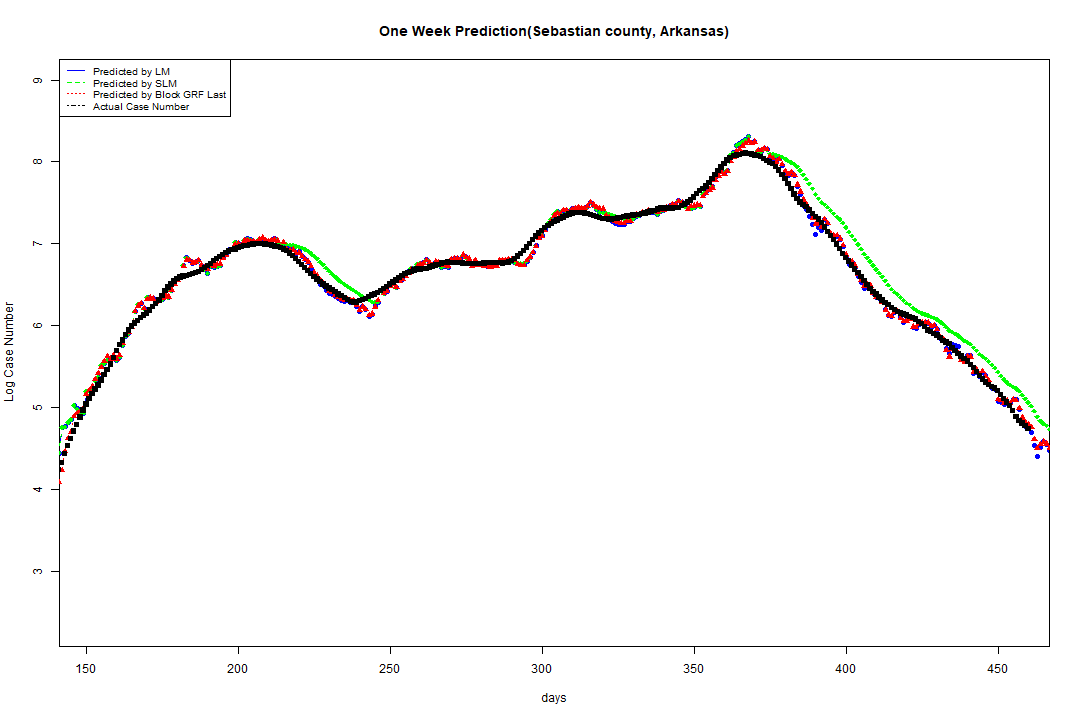 One Week Prediction(Sebastian county, Arkansas)
Predicted by LM
Predicted by SLM
Predicted by Block GRF Last
Actual Case Number
9
8
7
6
5
4
3
Log Case Number
150 200 250 300 350 400 450
days